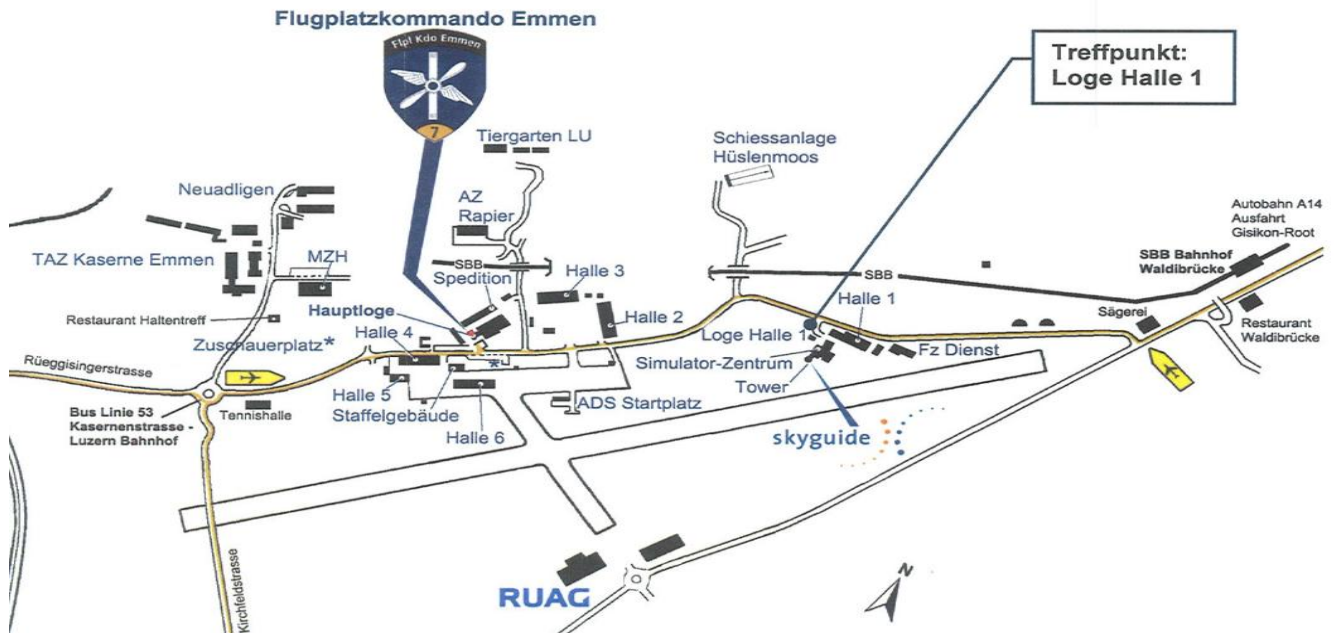 Flugplatzkommando Emmen
Flpl Kdo Emmen
7
Treffpunkt:
Loge Halle 1
Tiergarten LU
Schiessanlage
Hüslenmoos
Neuadligen
AZ
Rapier
TAZ Kaserne Emmen
MZH
SBB
Spedition
Halle 3
SBB
Autobahn A14
Ausfahrt
Gisikon-Root
SBB Bahnhof
Waldibrücke
Restaurant Haltentreff
Hauptloge
Halle 2
Halle 1
Loge Halle 1
Sägerei
Restaurant
Waldibrücke
Zuschauerplatz*
Halle 4
*
Simulator-Zentrum
Fz Dienst
Tower
Rüeggisingerstrasse
Bus Linie 53
Kasernenstrasse -
Luzern Bahnhof
Tennishalle
Halle 5
Staffelgebäude
Halle 6
ADS Startplatz
skyguide
Kirchfeldstrasse
RUAG
N